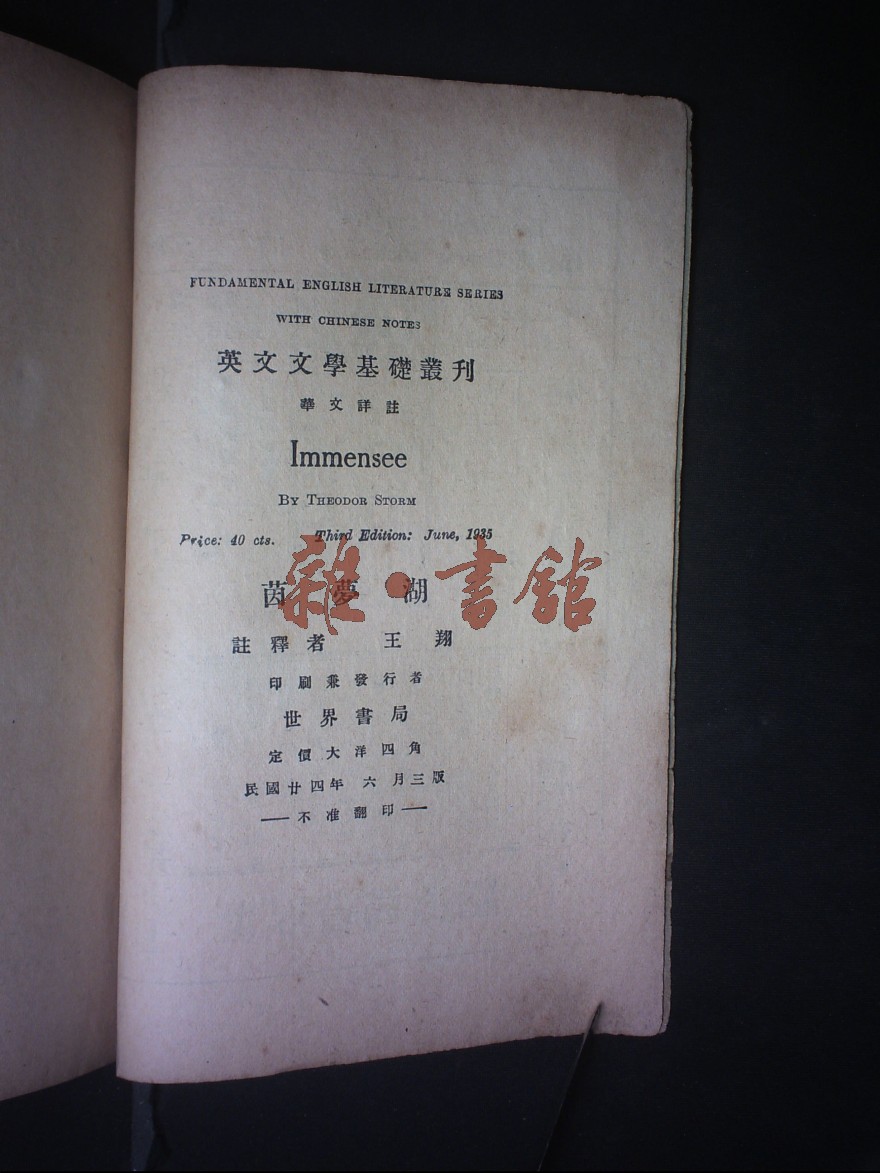 FUNDAMENTAL ENGLISH LITERATURE SERIES
WITH CHINESE NOTES
英文文學基礎叢刊
華文詳註
Immensee
BY THEODOR STORM
Price: 40 cts. Third Edition: June, 1935
茵夢湖
雜·書館
註釋者 王翔
印刷兼發行者
世界書局
定價大洋四角
民國廿四年六月三版
——不准翻印——